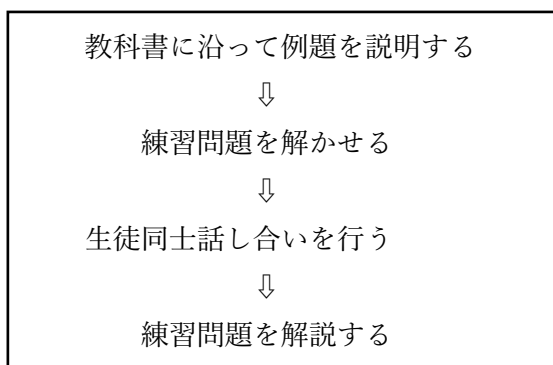 教科書に沿って例題を説明する
⇩
練習問題を解かせる
⇩
生徒同士話し合いを行う
⇩
練習問題を解説する